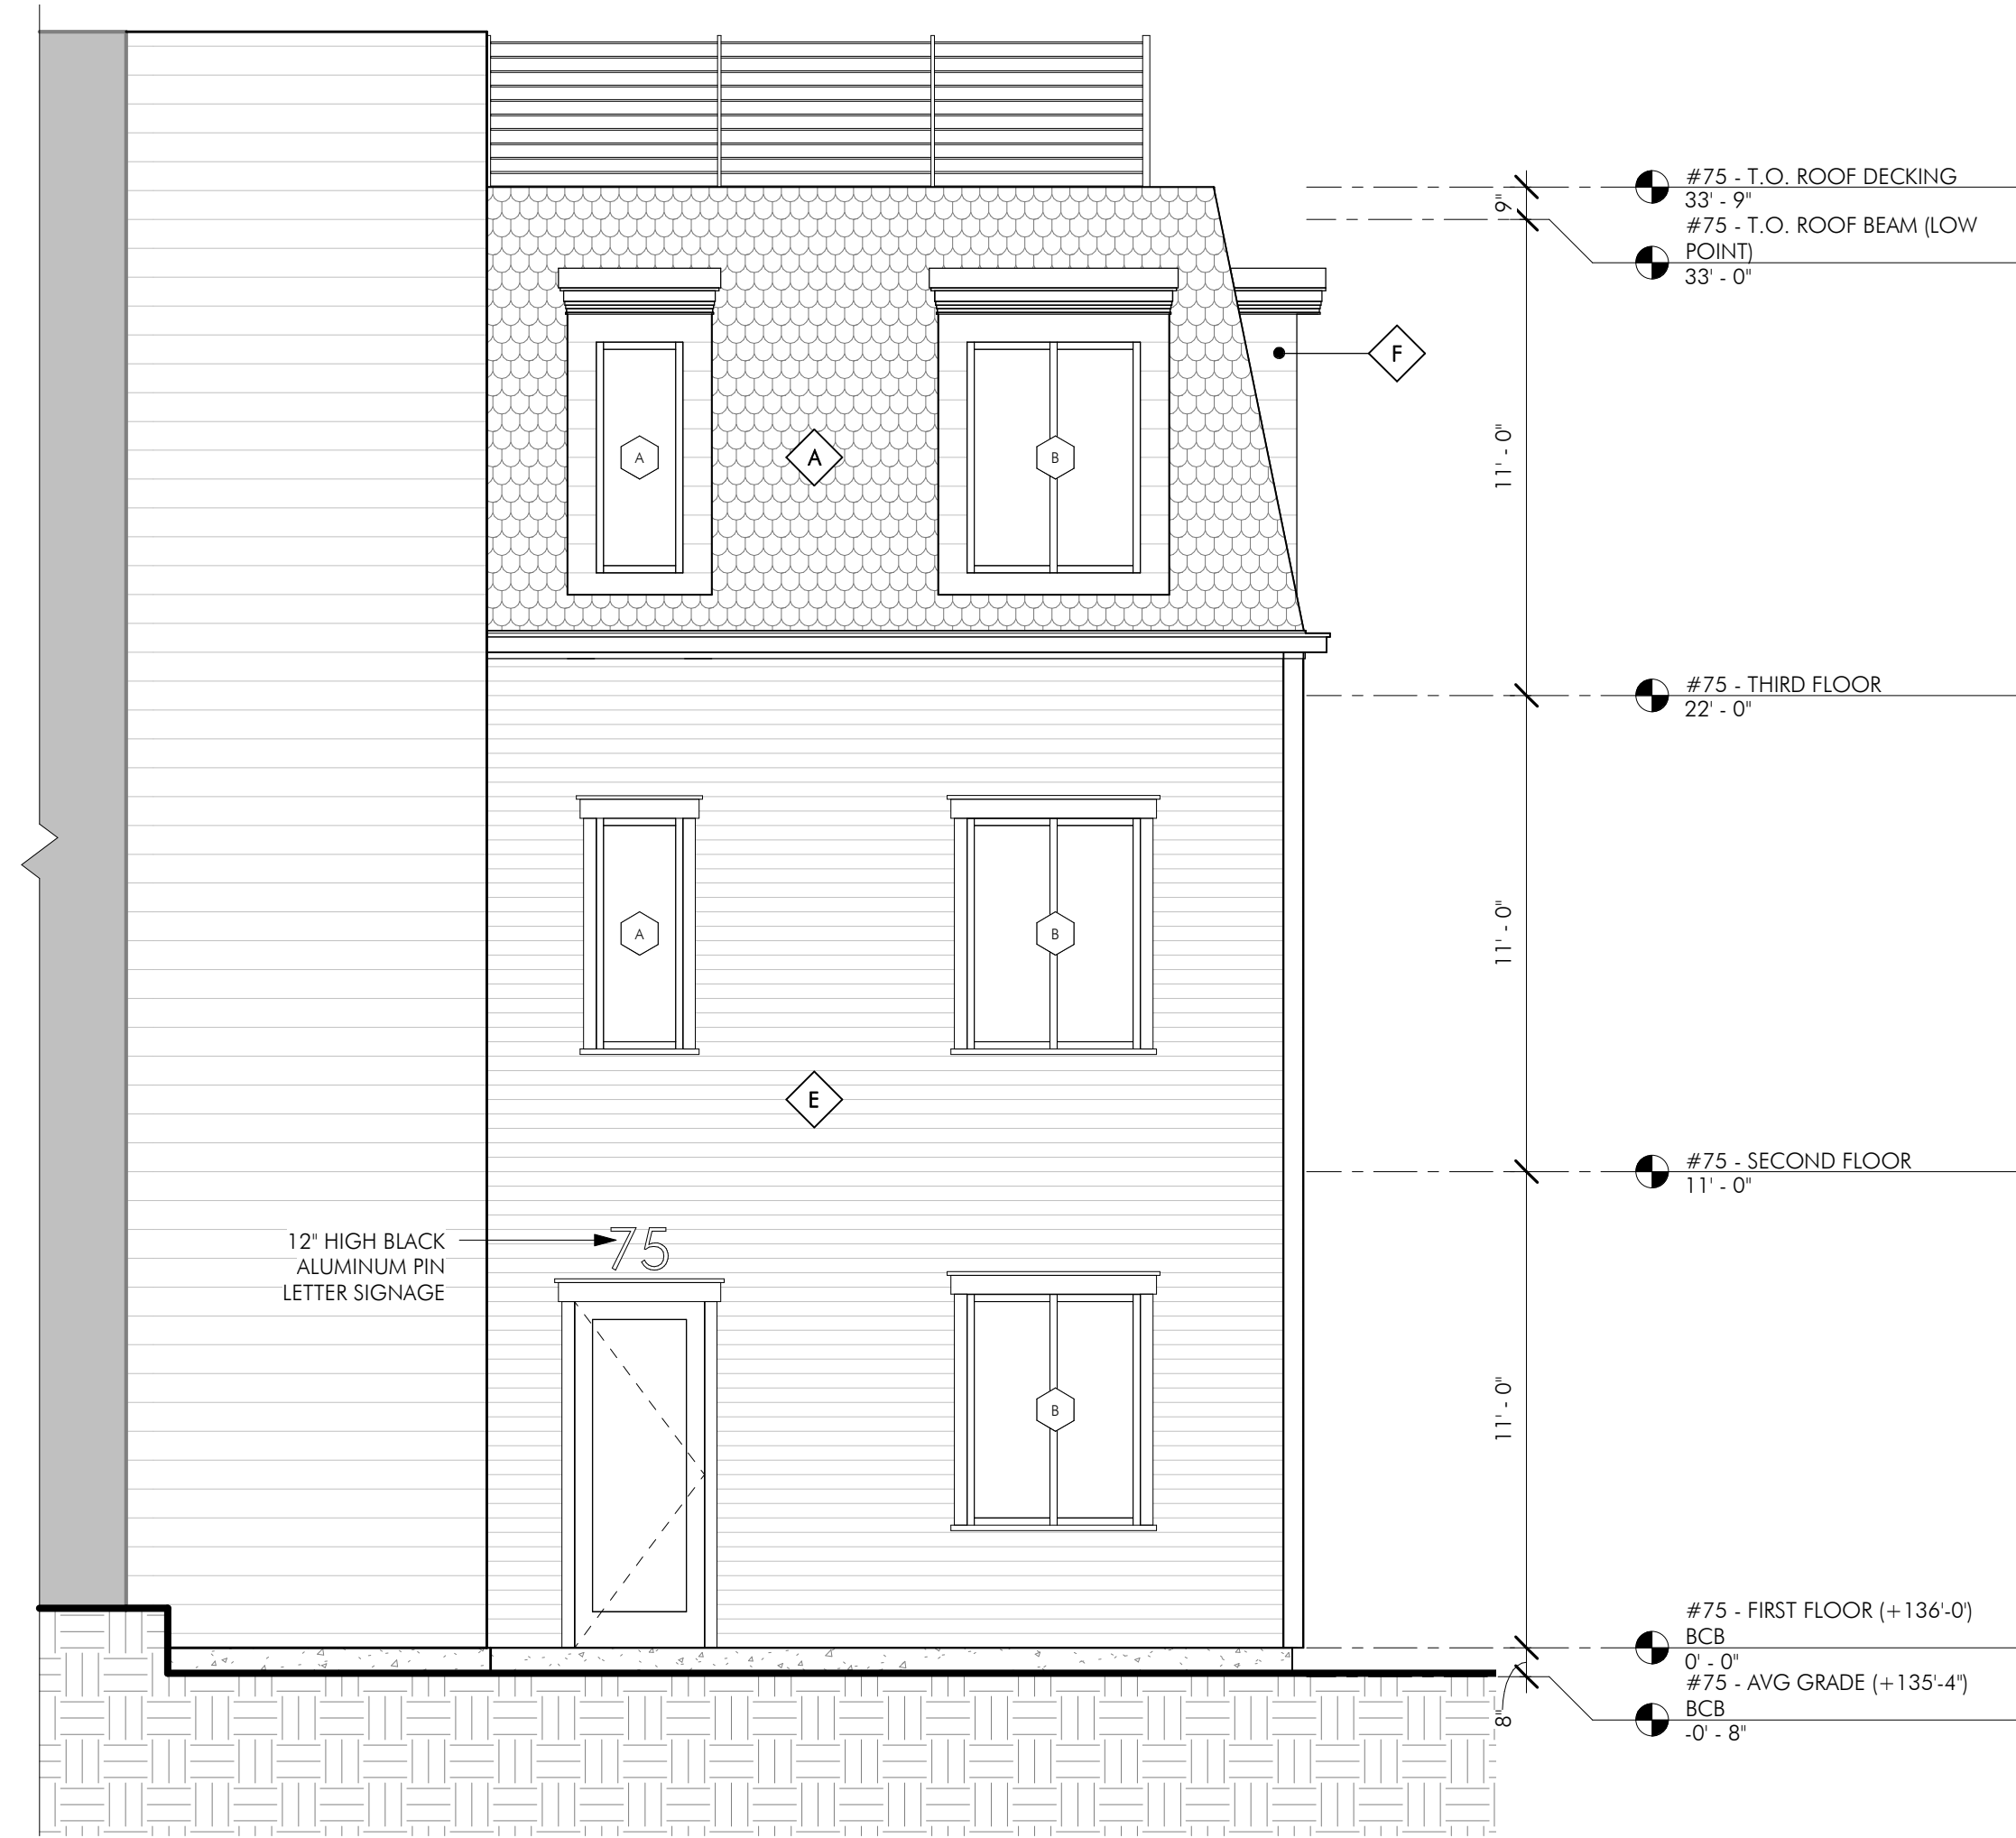 #75 - T.O. ROOF DECKING
33' - 9"
9"
#75 - T.O. ROOF BEAM (LOW
POINT)
33' - 0"
F
11' - 0"
A
A
B
#75 - THIRD FLOOR
22' - 0"
A
B
11' - 0"
E
#75 - SECOND FLOOR
11' - 0"
12" HIGH BLACK
ALUMINUM PIN
LETTER SIGNAGE
75
B
11' - 0"
#75 - FIRST FLOOR (+136'-0')
BCB
0' - 0"
#75 - AVG GRADE (+135'-4")
BCB
-0' - 8"
8"